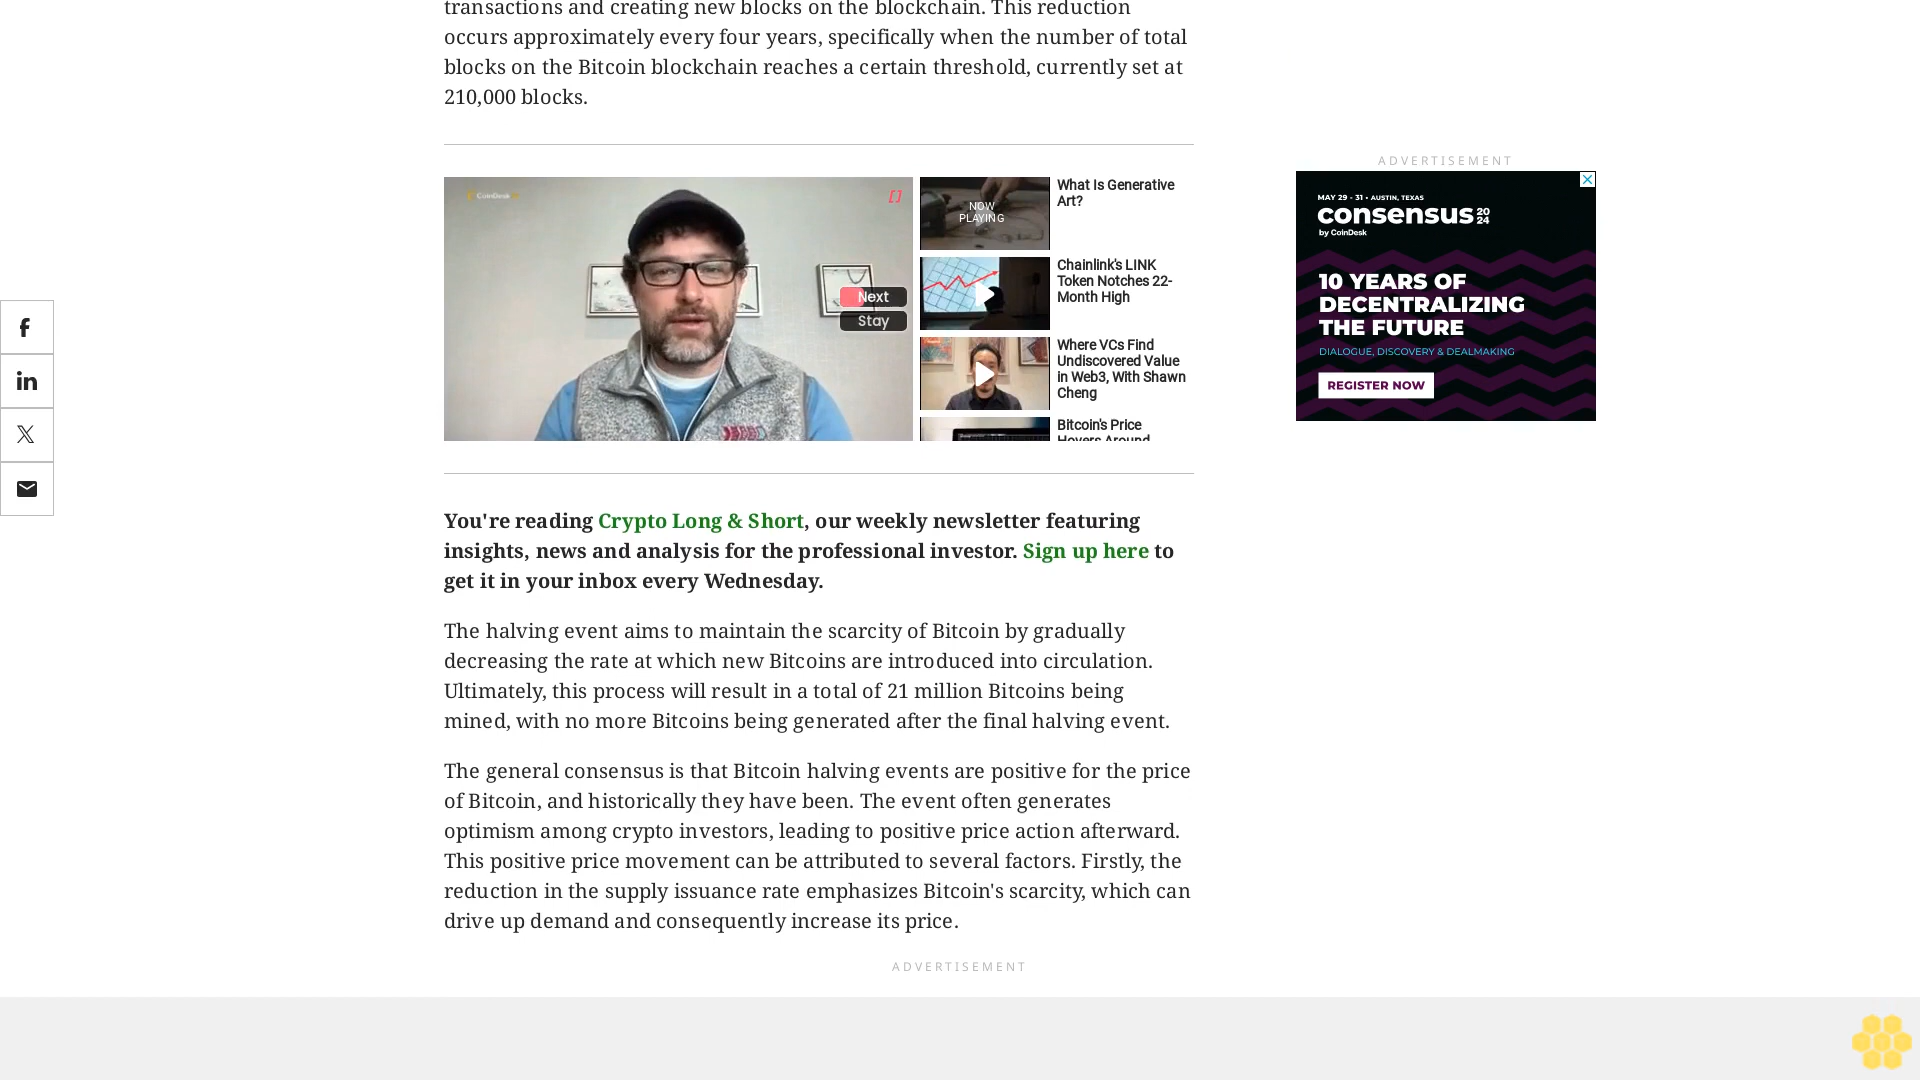 transactions and creating new blocks on the blockchain. This reduction
occurs approximately every four years, specifically when the number of total
blocks on the Bitcoin blockchain reaches a certain threshold, currently set at
210,000 blocks.
CoinDesk
[]
Next
Stay
NOW
PLAYING
What Is Generative
Art?
Chainlink's LINK
Token Notches 22-
Month High
Where VCs Find
Undiscovered Value
in Web3, With Shawn
Cheng
Bitcoin's Price
Hovers Around
ADVERTISEMENT
MAY 29 - 31 • AUSTIN, TEXAS
consensus 20
24
by CoinDesk
10 YEARS OF
DECENTRALIZING
THE FUTURE
DIALOGUE, DISCOVERY & DEALMAKING
REGISTER NOW
You're reading Crypto Long & Short, our weekly newsletter featuring
insights, news and analysis for the professional investor. Sign up here to
get it in your inbox every Wednesday.
The halving event aims to maintain the scarcity of Bitcoin by gradually
decreasing the rate at which new Bitcoins are introduced into circulation.
Ultimately, this process will result in a total of 21 million Bitcoins being
mined, with no more Bitcoins being generated after the final halving event.
The general consensus is that Bitcoin halving events are positive for the price
of Bitcoin, and historically they have been. The event often generates
optimism among crypto investors, leading to positive price action afterward.
This positive price movement can be attributed to several factors. Firstly, the
reduction in the supply issuance rate emphasizes Bitcoin's scarcity, which can
drive up demand and consequently increase its price.
ADVERTISEMENT